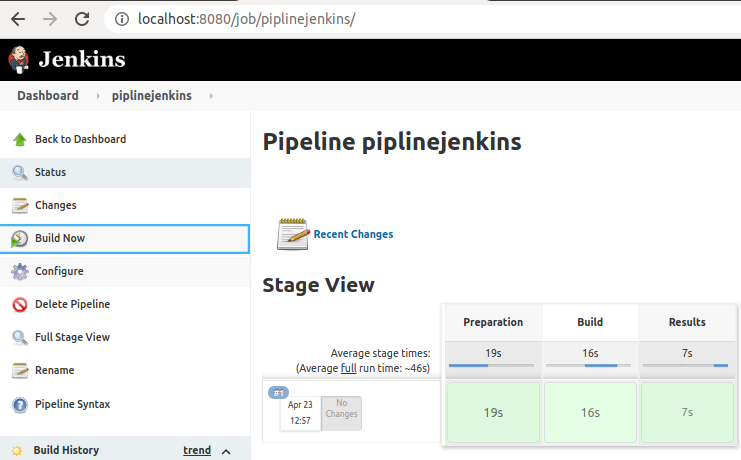 localhost:8080/job/piplinejenkins/
Jenkins
Dashboard
piplinejenkins
Back to Dashboard
Status
Changes
Build Now
Configure
Delete Pipeline
Full Stage View
Rename
Pipeline Syntax
Build History
trend
Pipeline piplinejenkins
Recent Changes
Stage View
Preparation Build Results
Average stage times: 19s 16s 7s
(Average full run time: ~46s)
#1
Apr 23
12:57
No
Changes
19s 16s 7s